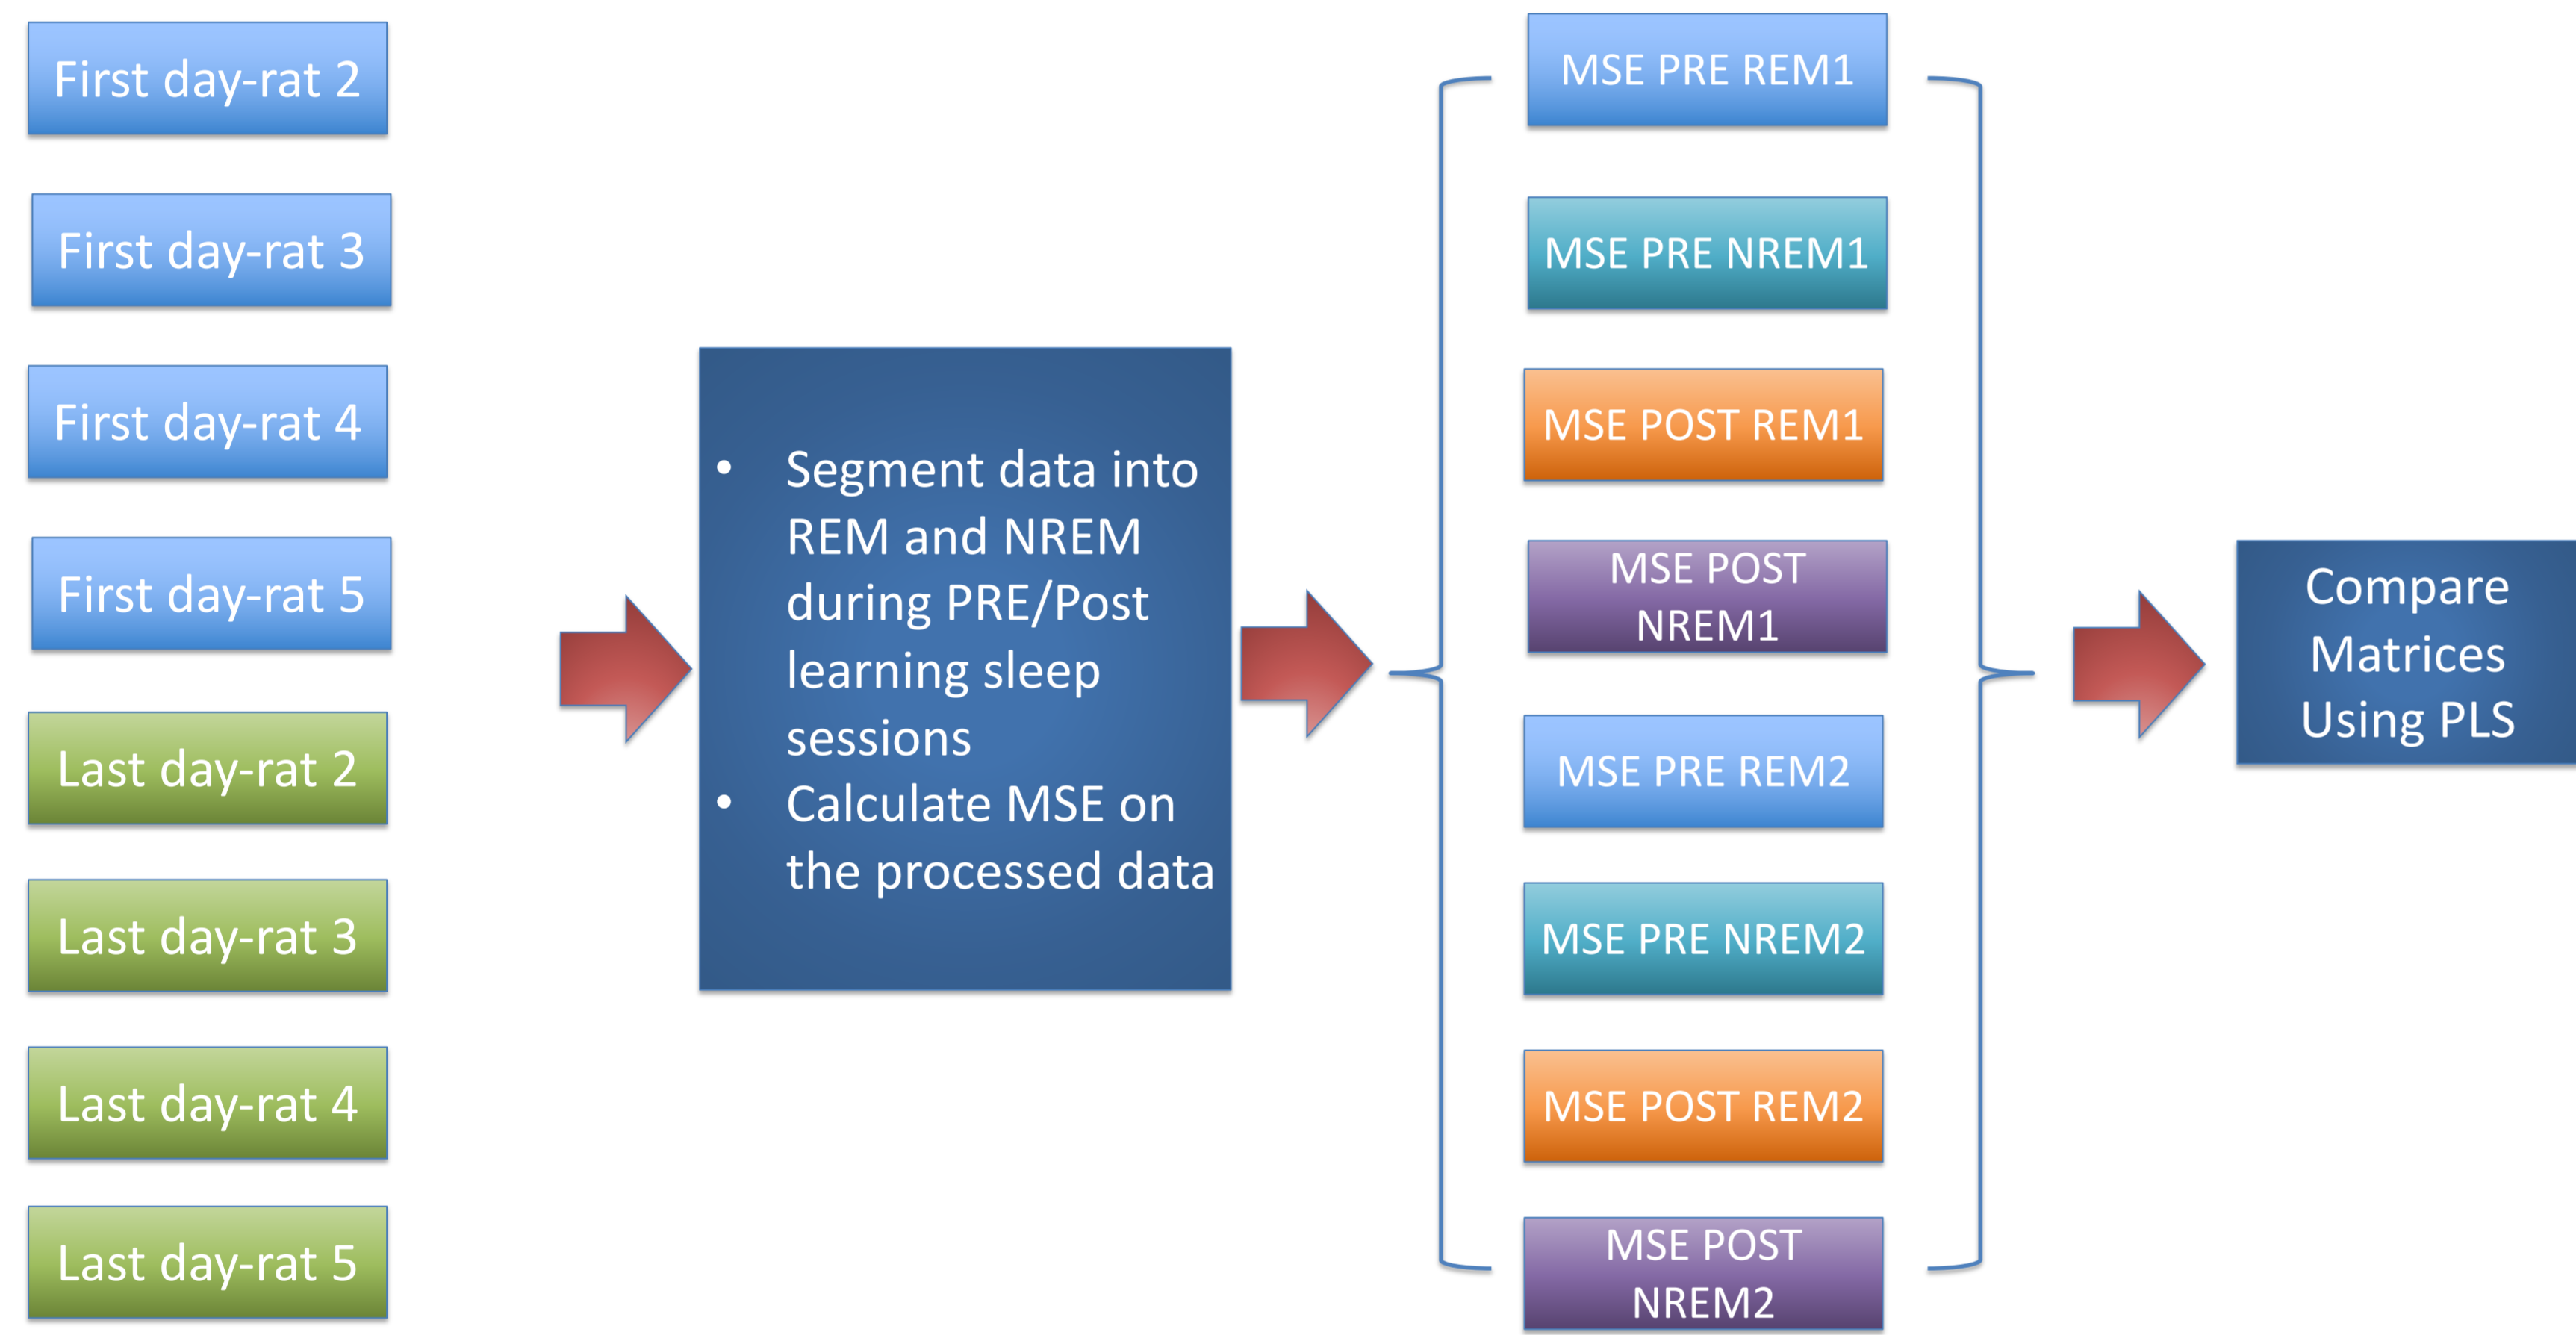 First day-rat 2
First day-rat 3
First day-rat 4
First day-rat 5
Last day-rat 2
Last day-rat 3
Last day-rat 4
Last day-rat 5
• Segment data into
REM and NREM
during PRE/Post
learning sleep
sessions
• Calculate MSE on
the processed data
MSE PRE REM1
MSE PRE NREM1
MSE POST REM1
MSE POST
NREM1
MSE PRE REM2
MSE PRE NREM2
MSE POST REM2
MSE POST
NREM2
Compare
Matrices
Using PLS